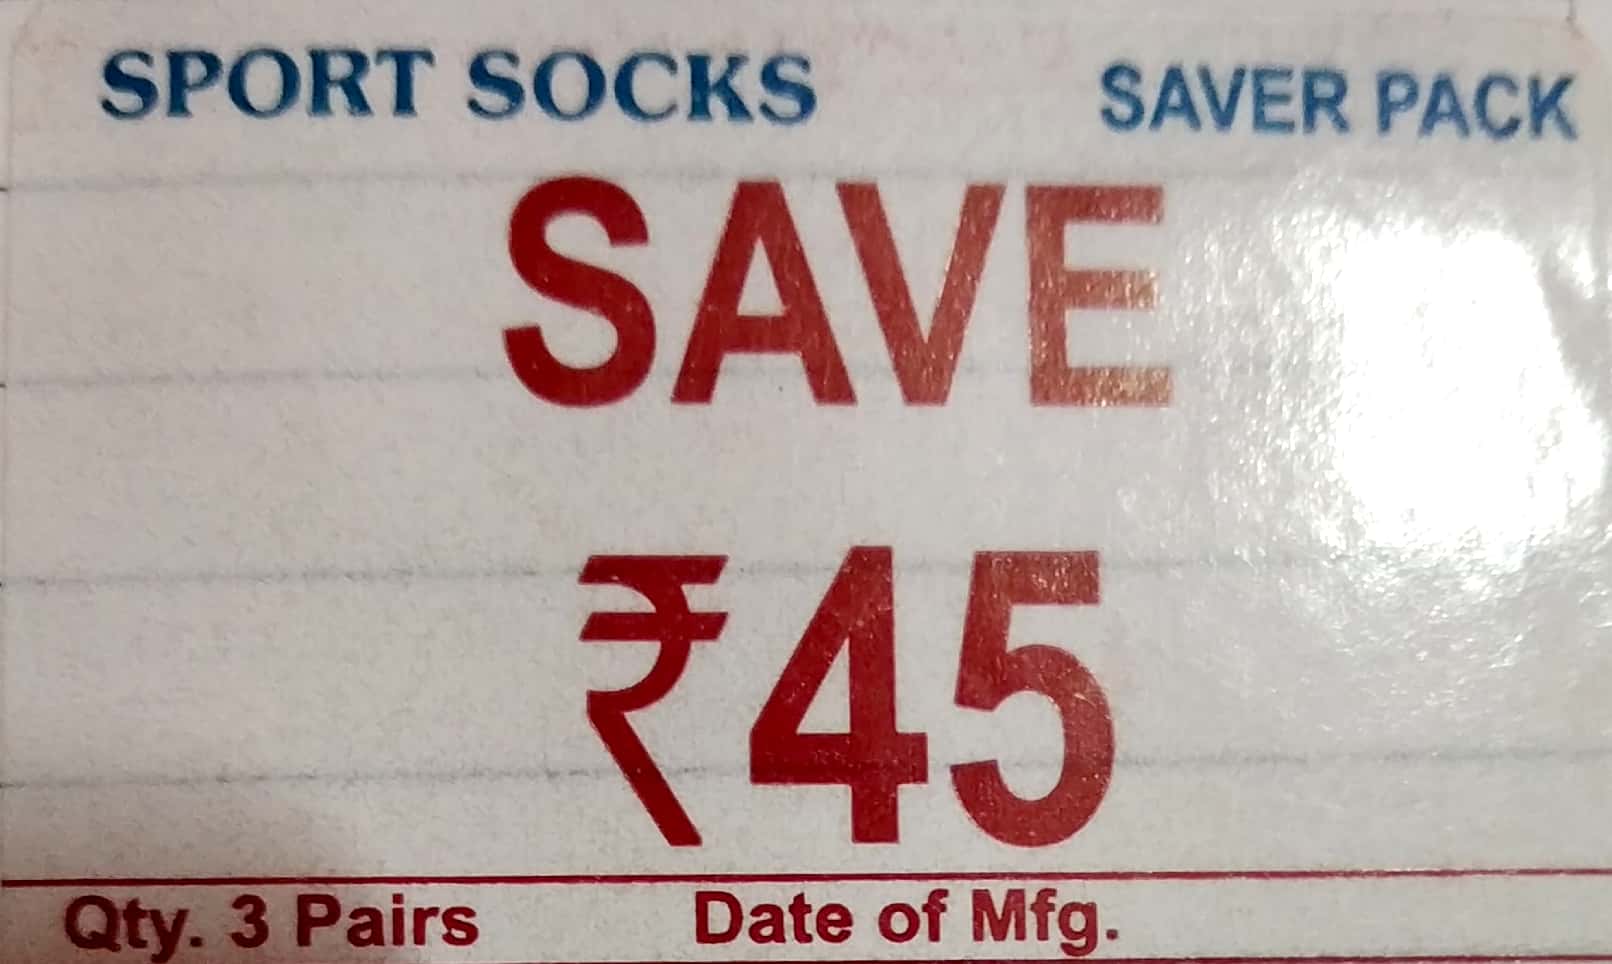 SPORT SOCKS SAVER PACK
SAVE
₹45
Qty. 3 Pairs Date of Mfg.